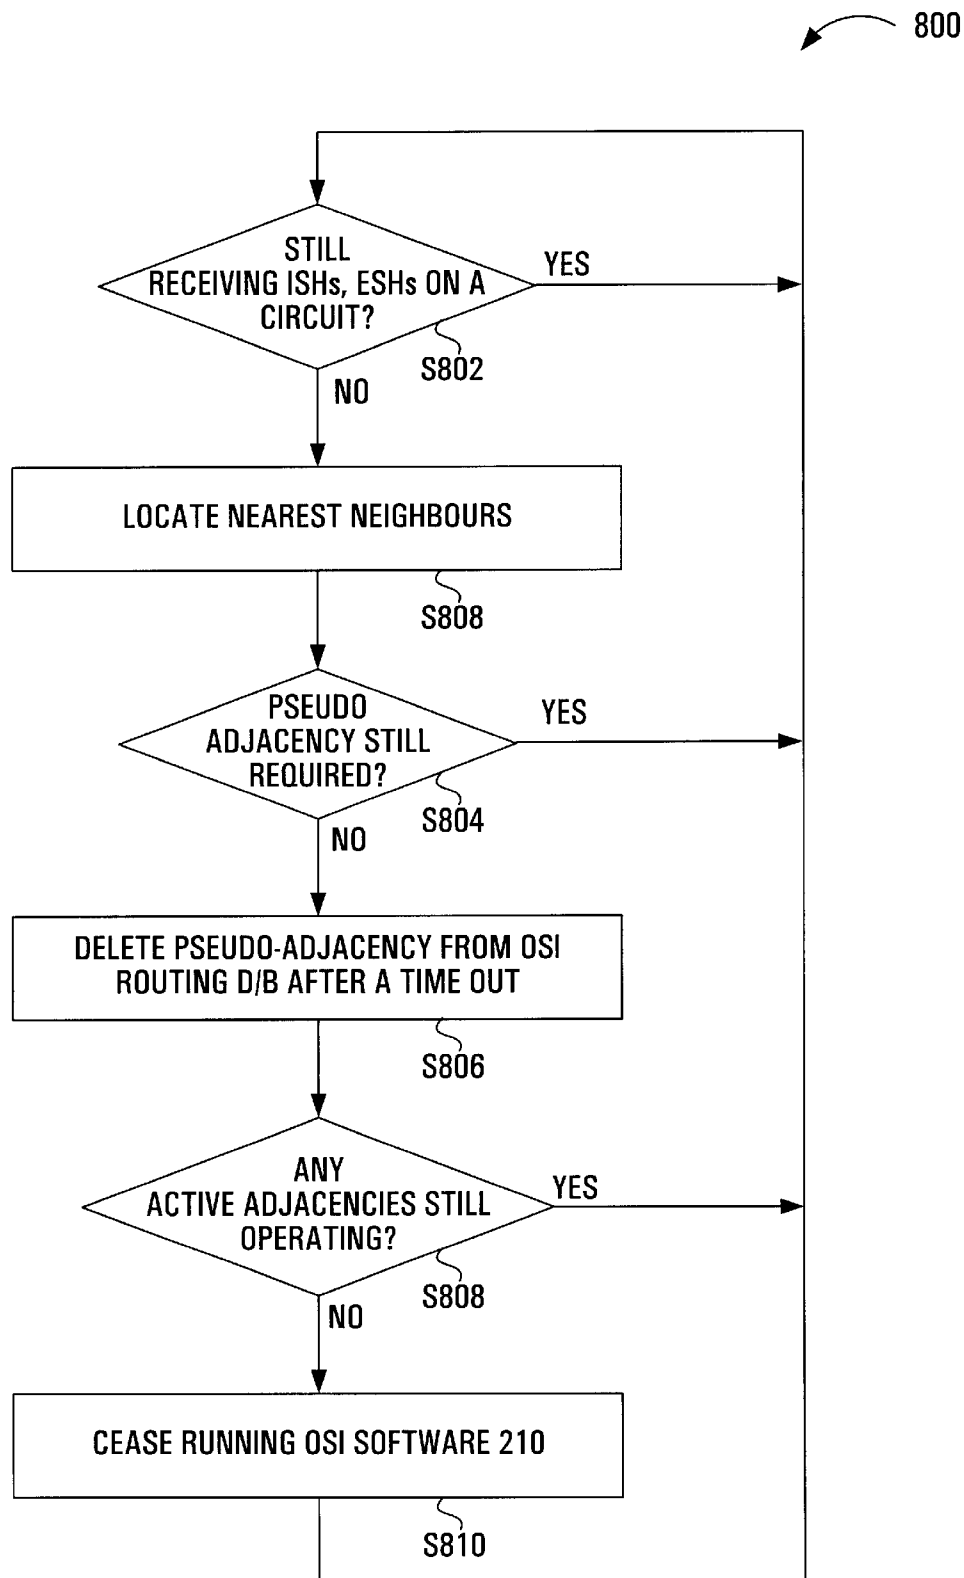 800
STILL
RECEIVING ISHs, ESHs ON A
CIRCUIT?
YES
S802
NO
LOCATE NEAREST NEIGHBOURS
S808
PSEUDO
ADJACENCY STILL
REQUIRED?
YES
S804
NO
DELETE PSEUDO-ADJACENCY FROM OSI
ROUTING D/B AFTER A TIME OUT
S806
ANY
ACTIVE ADJACENCIES STILL
OPERATING?
YES
S808
NO
CEASE RUNNING OSI SOFTWARE 210
S810